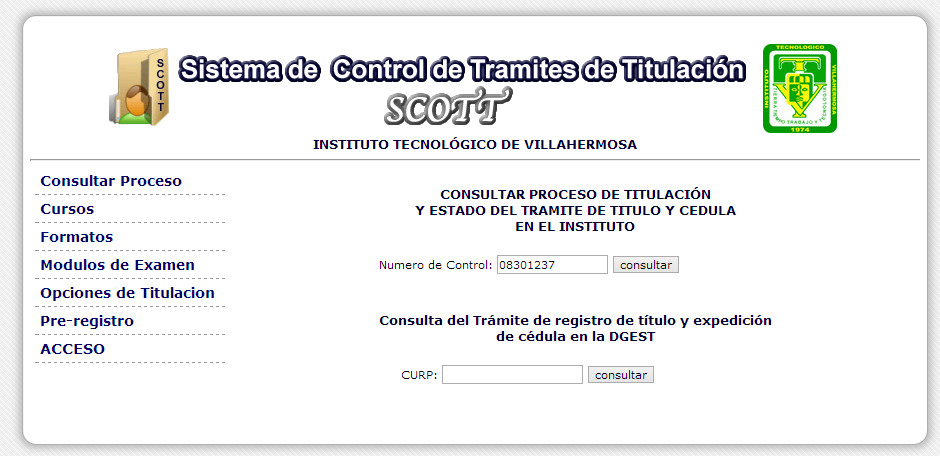 SCOTT
Sistema de Control de Tramites de Titulación
SCOTT
TECNOLOGICO
INSTITUTO
VILLAHERMOSA
TIERRA TIEMPO TRABAJO Y TECNOLOGIA
1974
INSTITUTO TECNOLÓGICO DE VILLAHERMOSA
Consultar Proceso
Cursos
Formatos
Modulos de Examen
Opciones de Titulacion
Pre-registro
ACCESO
CONSULTAR PROCESO DE TITULACIÓN
Y ESTADO DEL TRAMITE DE TITULO Y CEDULA
EN EL INSTITUTO
Numero de Control: 08301237 consultar
Consulta del Trámite de registro de título y expedición
de cédula en la DGEST
CURP: consultar